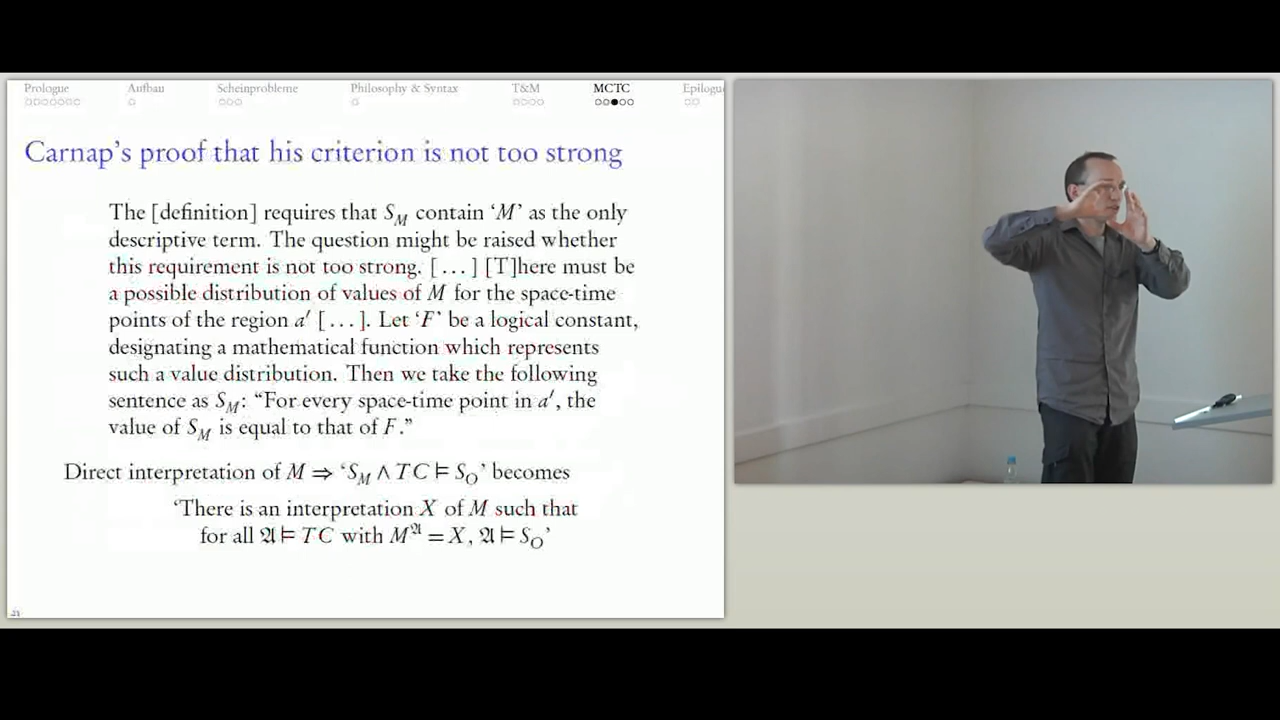 Prologue Aufbau Scheinprobleme Philosophy & Syntax T&M MCTC Epilogu
Carnap's proof that his criterion is not too strong
The [definition] requires that S_M contain 'M' as the only
descriptive term. The question might be raised whether
this requirement is not too strong. [...] [T]here must be
a possible distribution of values of M for the space-time
points of the region a′ [...]. Let 'F' be a logical constant,
designating a mathematical function which represents
such a value distribution. Then we take the following
sentence as S_M: “For every space-time point in a′, the
value of S_M is equal to that of F.”
Direct interpretation of M ⇒ 'S_M ∧ TC ⊨ S_O' becomes
'There is an interpretation X of M such that
for all 𝔄 ⊨ TC with M^𝔄 = X, 𝔄 ⊨ S_O'